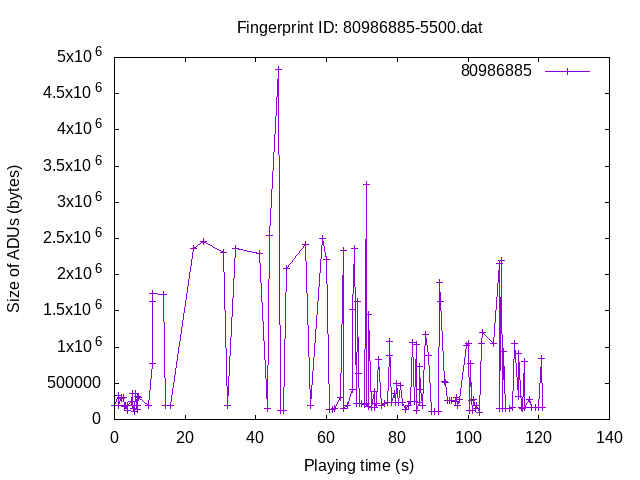 Fingerprint ID: 80986885-5500.dat
80986885
5x10^6
4.5x10^6
4x10^6
3.5x10^6
3x10^6
2.5x10^6
2x10^6
1.5x10^6
1x10^6
500000
0
Size of ADUs (bytes)
0 20 40 60 80 100 120 140
Playing time (s)